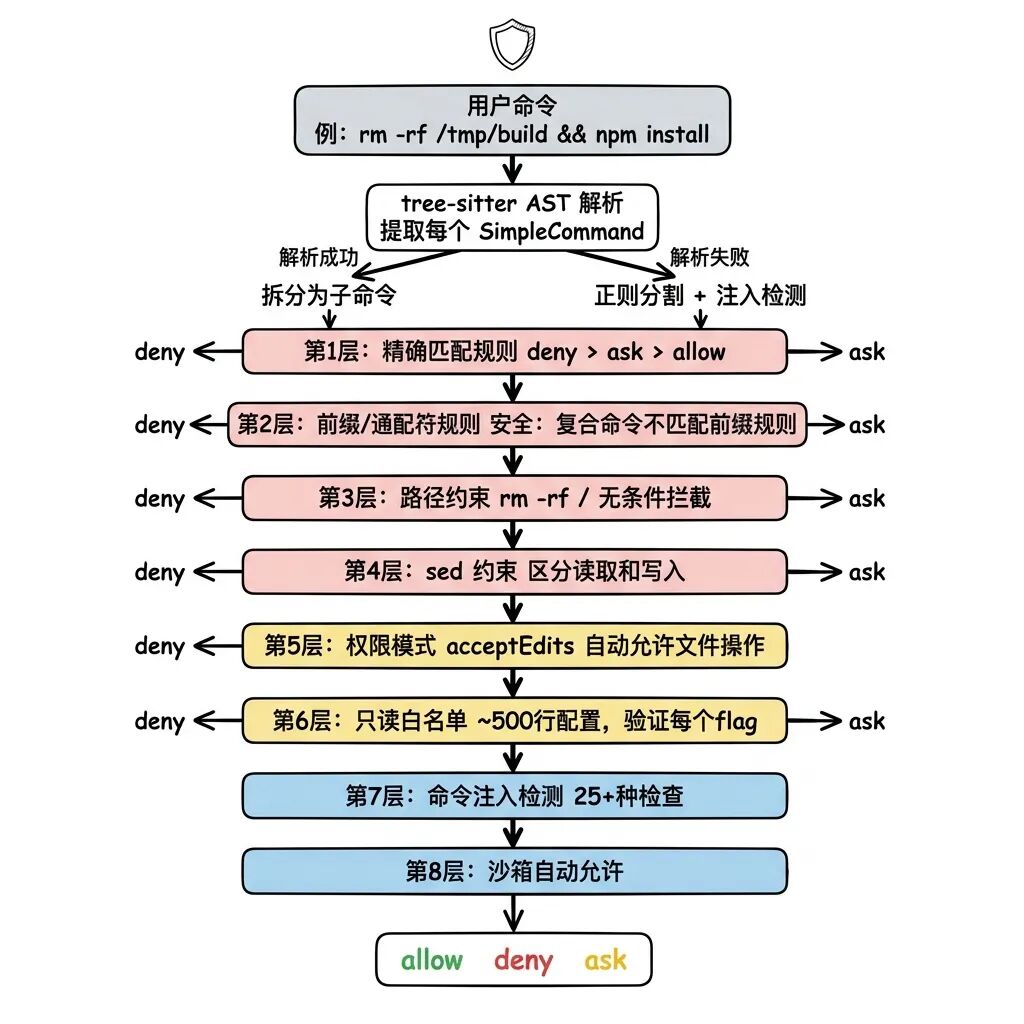 用户命令
例：rm -rf /tmp/build && npm install
tree-sitter AST 解析
提取每个 SimpleCommand
解析成功
解析失败
拆分为子命令
正则分割 + 注入检测
deny
第1层：精确匹配规则 deny > ask > allow
ask
deny
第2层：前缀/通配符规则 安全：复合命令不匹配前缀规则
ask
deny
第3层：路径约束 rm -rf / 无条件拦截
ask
deny
第4层：sed 约束 区分读取和写入
ask
deny
第5层：权限模式 acceptEdits 自动允许文件操作
deny
第6层：只读白名单 ~500行配置，验证每个flag
ask
第7层：命令注入检测 25+种检查
第8层：沙箱自动允许
allow deny ask